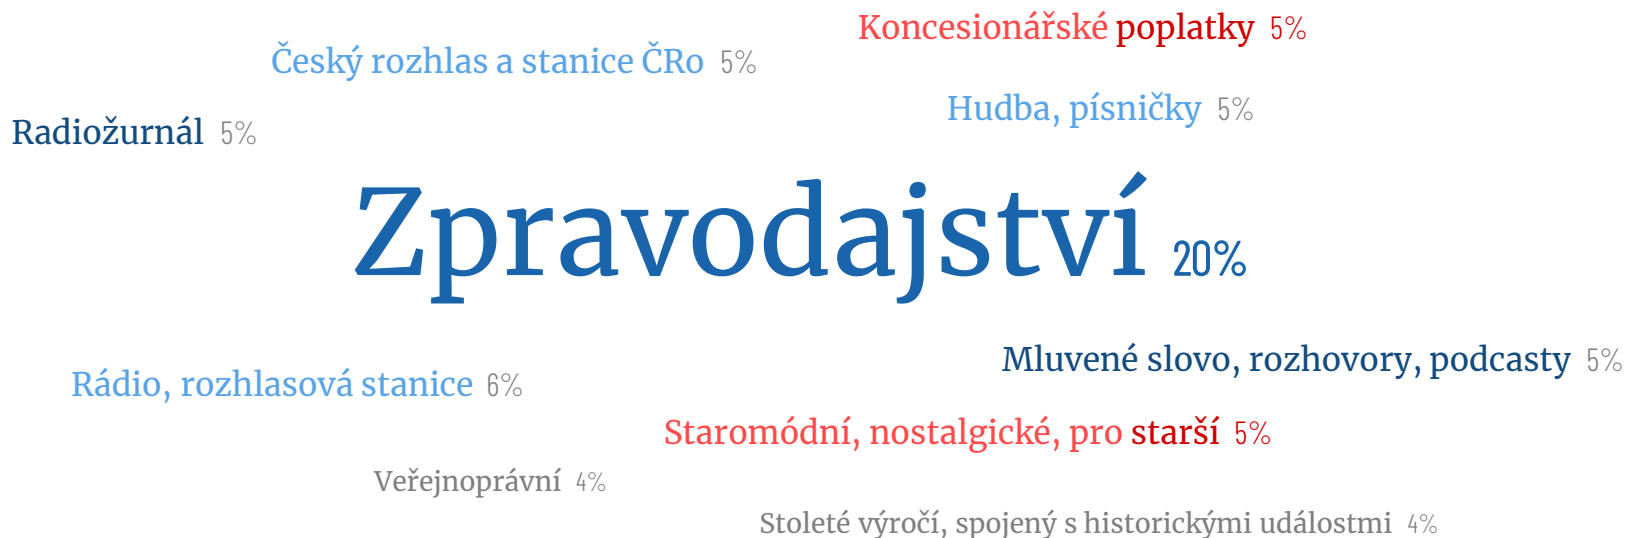 Koncesionářské poplatky 5%
Český rozhlas a stanice ČRo 5%
Hudba, písničky 5%
Radiožurnál 5%
Zpravodajství 20%
Mluvené slovo, rozhovory, podcasty 5%
Rádio, rozhlasová stanice 6%
Staromódní, nostalgické, pro starší 5%
Veřejnoprávní 4%
Stoleté výročí, spojený s historickými událostmi 4%